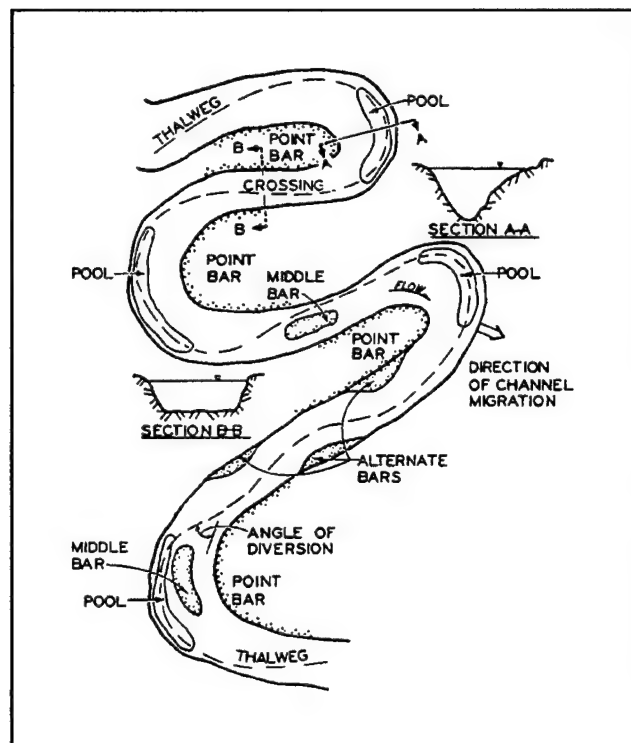 THALWEG
POOL
POINT
BAR
B
A
A
CROSSING
B
SECTION A-A
POOL
POINT
BAR
MIDDLE
BAR
FLOW
POOL
POINT
BAR
DIRECTION
OF CHANNEL
MIGRATION
SECTION B-B
ALTERNATE
BARS
ANGLE OF
DIVERSION
MIDDLE
BAR
POINT
BAR
POOL
THALWEG